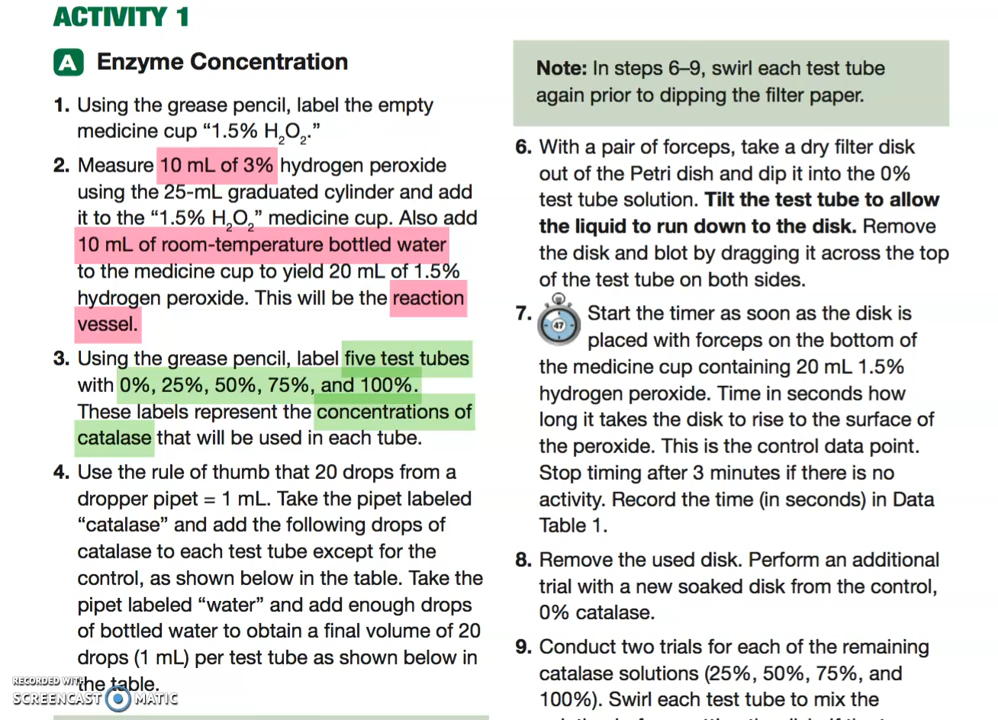 ACTIVITY 1
A Enzyme Concentration
1. Using the grease pencil, label the empty
medicine cup “1.5% H₂O₂.”
2. Measure 10 mL of 3% hydrogen peroxide
using the 25-mL graduated cylinder and add
it to the “1.5% H₂O₂” medicine cup. Also add
10 mL of room-temperature bottled water
to the medicine cup to yield 20 mL of 1.5%
hydrogen peroxide. This will be the reaction
vessel.
3. Using the grease pencil, label five test tubes
with 0%, 25%, 50%, 75%, and 100%.
These labels represent the concentrations of
catalase that will be used in each tube.
4. Use the rule of thumb that 20 drops from a
dropper pipet = 1 mL. Take the pipet labeled
“catalase” and add the following drops of
catalase to each test tube except for the
control, as shown below in the table. Take the
pipet labeled “water” and add enough drops
of bottled water to obtain a final volume of 20
drops (1 mL) per test tube as shown below in
the table.
Note: In steps 6–9, swirl each test tube
again prior to dipping the filter paper.
6. With a pair of forceps, take a dry filter disk
out of the Petri dish and dip it into the 0%
test tube solution. Tilt the test tube to allow
the liquid to run down to the disk. Remove
the disk and blot by dragging it across the top
of the test tube on both sides.
7. 47 Start the timer as soon as the disk is
placed with forceps on the bottom of
the medicine cup containing 20 mL 1.5%
hydrogen peroxide. Time in seconds how
long it takes the disk to rise to the surface of
the peroxide. This is the control data point.
Stop timing after 3 minutes if there is no
activity. Record the time (in seconds) in Data
Table 1.
8. Remove the used disk. Perform an additional
trial with a new soaked disk from the control,
0% catalase.
9. Conduct two trials for each of the remaining
catalase solutions (25%, 50%, 75%, and
100%). Swirl each test tube to mix the
RECORDED WITH
SCREENCAST MATIC